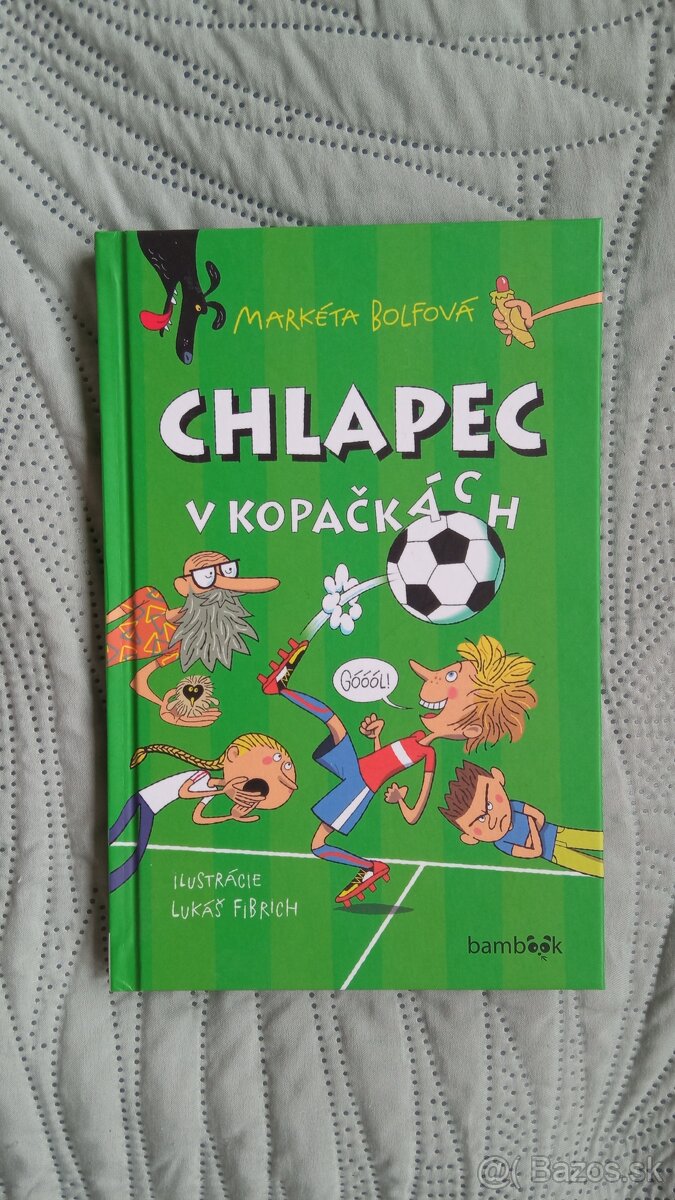 MARKÉTA BOLFOVÁ
CHLAPEC
V KOPAČKÁCH
GÓÓÓL!
ILUSTRÁCIE
LUKÁŠ FIBRICH
bambook
@( Bazos.sk